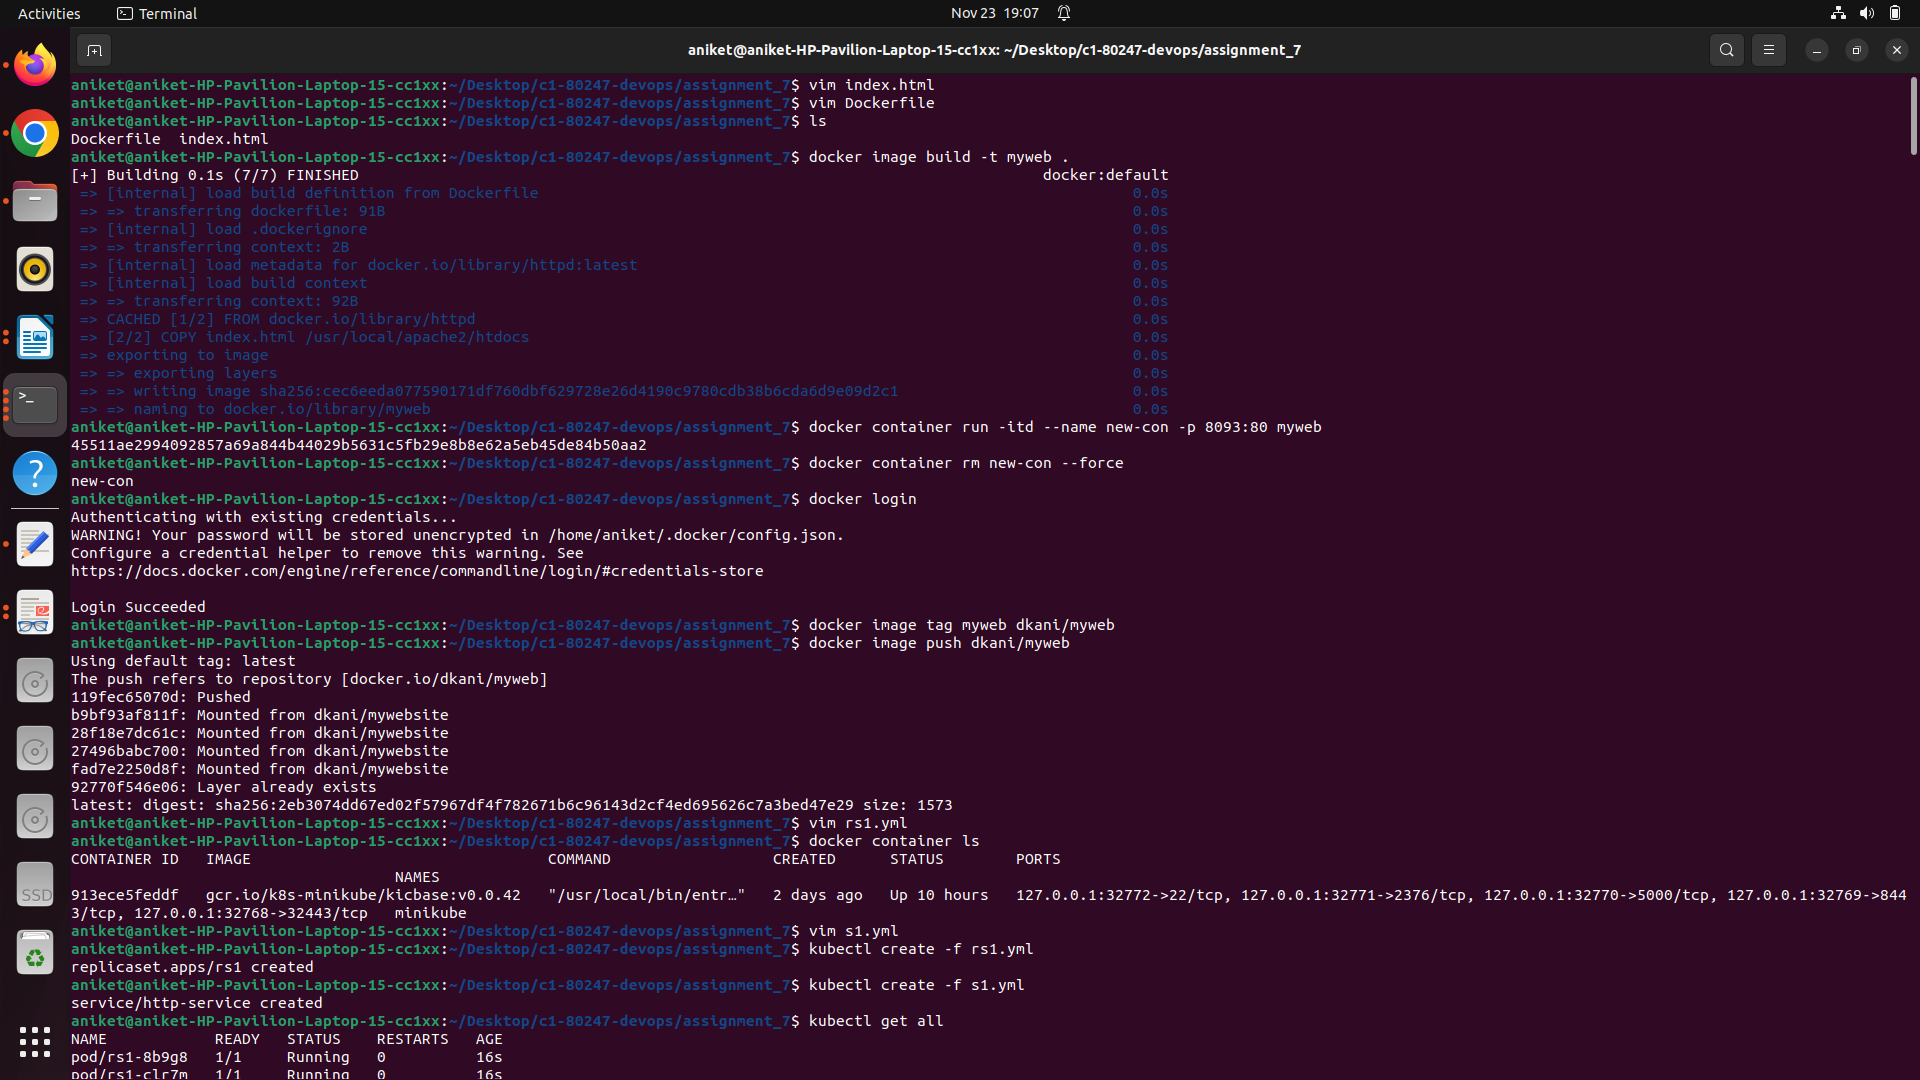 Activities
Terminal
Nov 23 19:07
aniket@aniket-HP-Pavilion-Laptop-15-cc1xx: ~/Desktop/c1-80247-devops/assignment_7
aniket@aniket-HP-Pavilion-Laptop-15-cc1xx:~/Desktop/c1-80247-devops/assignment_7$ vim index.html
aniket@aniket-HP-Pavilion-Laptop-15-cc1xx:~/Desktop/c1-80247-devops/assignment_7$ vim Dockerfile
aniket@aniket-HP-Pavilion-Laptop-15-cc1xx:~/Desktop/c1-80247-devops/assignment_7$ ls
Dockerfile  index.html
aniket@aniket-HP-Pavilion-Laptop-15-cc1xx:~/Desktop/c1-80247-devops/assignment_7$ docker image build -t myweb .
[+] Building 0.1s (7/7) FINISHED docker:default
=> [internal] load build definition from Dockerfile 0.0s
=> => transferring dockerfile: 91B 0.0s
=> [internal] load .dockerignore 0.0s
=> => transferring context: 2B 0.0s
=> [internal] load metadata for docker.io/library/httpd:latest 0.0s
=> [internal] load build context 0.0s
=> => transferring context: 92B 0.0s
=> CACHED [1/2] FROM docker.io/library/httpd 0.0s
=> [2/2] COPY index.html /usr/local/apache2/htdocs 0.0s
=> exporting to image 0.0s
=> => exporting layers 0.0s
=> => writing image sha256:cec6eeda077590171df760dbf629728e26d4190c9780cdb38b6cda6d9e09d2c1 0.0s
=> => naming to docker.io/library/myweb 0.0s
aniket@aniket-HP-Pavilion-Laptop-15-cc1xx:~/Desktop/c1-80247-devops/assignment_7$ docker container run -itd --name new-con -p 8093:80 myweb
45511ae2994092857a69a844b44029b5631c5fb29e8b8e62a5eb45de84b50aa2
aniket@aniket-HP-Pavilion-Laptop-15-cc1xx:~/Desktop/c1-80247-devops/assignment_7$ docker container rm new-con --force
new-con
aniket@aniket-HP-Pavilion-Laptop-15-cc1xx:~/Desktop/c1-80247-devops/assignment_7$ docker login
Authenticating with existing credentials...
WARNING! Your password will be stored unencrypted in /home/aniket/.docker/config.json.
Configure a credential helper to remove this warning. See
https://docs.docker.com/engine/reference/commandline/login/#credentials-store
Login Succeeded
aniket@aniket-HP-Pavilion-Laptop-15-cc1xx:~/Desktop/c1-80247-devops/assignment_7$ docker image tag myweb dkani/myweb
aniket@aniket-HP-Pavilion-Laptop-15-cc1xx:~/Desktop/c1-80247-devops/assignment_7$ docker image push dkani/myweb
Using default tag: latest
The push refers to repository [docker.io/dkani/myweb]
119fec65070d: Pushed
b9bf93af811f: Mounted from dkani/mywebsite
28f18e7dc61c: Mounted from dkani/mywebsite
27496babc700: Mounted from dkani/mywebsite
fad7e2250d8f: Mounted from dkani/mywebsite
92770f546e06: Layer already exists
latest: digest: sha256:2eb3074dd67ed02f57967df4f782671b6c96143d2cf4ed695626c7a3bed47e29 size: 1573
aniket@aniket-HP-Pavilion-Laptop-15-cc1xx:~/Desktop/c1-80247-devops/assignment_7$ vim rs1.yml
aniket@aniket-HP-Pavilion-Laptop-15-cc1xx:~/Desktop/c1-80247-devops/assignment_7$ docker container ls
CONTAINER ID   IMAGE   COMMAND   CREATED   STATUS   PORTS
NAMES
913ece5feddf   gcr.io/k8s-minikube/kicbase:v0.0.42   "/usr/local/bin/entr…"   2 days ago   Up 10 hours   127.0.0.1:32772->22/tcp, 127.0.0.1:32771->2376/tcp, 127.0.0.1:32770->5000/tcp, 127.0.0.1:32769->844
3/tcp, 127.0.0.1:32768->32443/tcp   minikube
aniket@aniket-HP-Pavilion-Laptop-15-cc1xx:~/Desktop/c1-80247-devops/assignment_7$ vim s1.yml
aniket@aniket-HP-Pavilion-Laptop-15-cc1xx:~/Desktop/c1-80247-devops/assignment_7$ kubectl create -f rs1.yml
replicaset.apps/rs1 created
aniket@aniket-HP-Pavilion-Laptop-15-cc1xx:~/Desktop/c1-80247-devops/assignment_7$ kubectl create -f s1.yml
service/http-service created
aniket@aniket-HP-Pavilion-Laptop-15-cc1xx:~/Desktop/c1-80247-devops/assignment_7$ kubectl get all
NAME   READY   STATUS   RESTARTS   AGE
pod/rs1-8b9g8   1/1   Running   0   16s
pod/rs1-clr7m   1/1   Running   0   16s
SSD